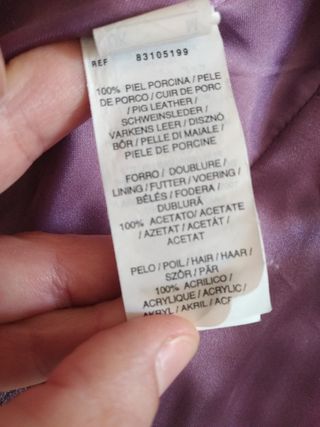 REF 83105199
100% PIEL PORCINA / PELE
DE PORCO / CUIR DE PORC
/ PIG LEATHER /
SCHWEINSLEDER /
VARKENS LEER / DISZNÓ
BŐR / PELLE DI MAIALE /
PIELE DE PORCINE
FORRO / DOUBLURE /
LINING / FUTTER / VOERING /
BÉLÉS / FODERA /
DUBLURĂ
100% ACETATO / ACETATE
/ AZETAT / ACETÁT /
ACETAT
PELO / POIL / HAIR / HAAR /
SZŐR / PĂR
100% ACRILICO /
ACRYLIQUE / ACRYLIC /
AKRYL / AKRIL /